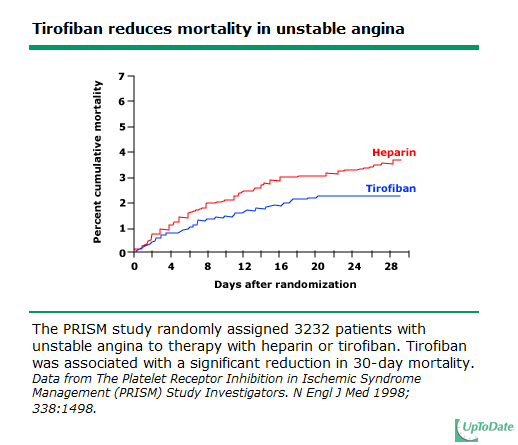 Tirofiban reduces mortality in unstable angina
7
6
5
4
3
2
1
0
Percent cumulative mortality
Heparin
Tirofiban
0 4 8 12 16 20 24 28
Days after randomization
The PRISM study randomly assigned 3232 patients with
unstable angina to therapy with heparin or tirofiban. Tirofiban
was associated with a significant reduction in 30-day mortality.
Data from The Platelet Receptor Inhibition in Ischemic Syndrome
Management (PRISM) Study Investigators. N Engl J Med 1998;
338:1498.
UpToDate